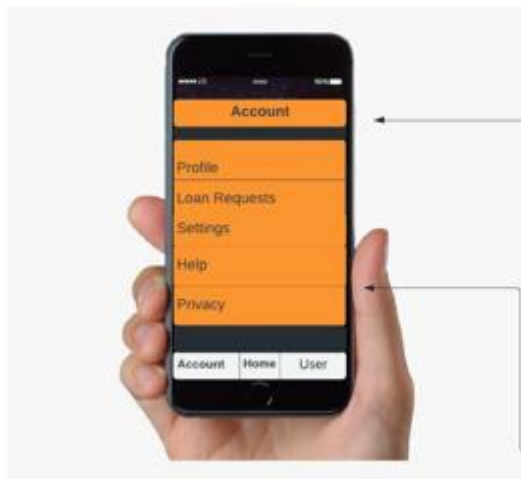 Account
Profile
Loan Requests
Settings
Help
Privacy
Account Home User